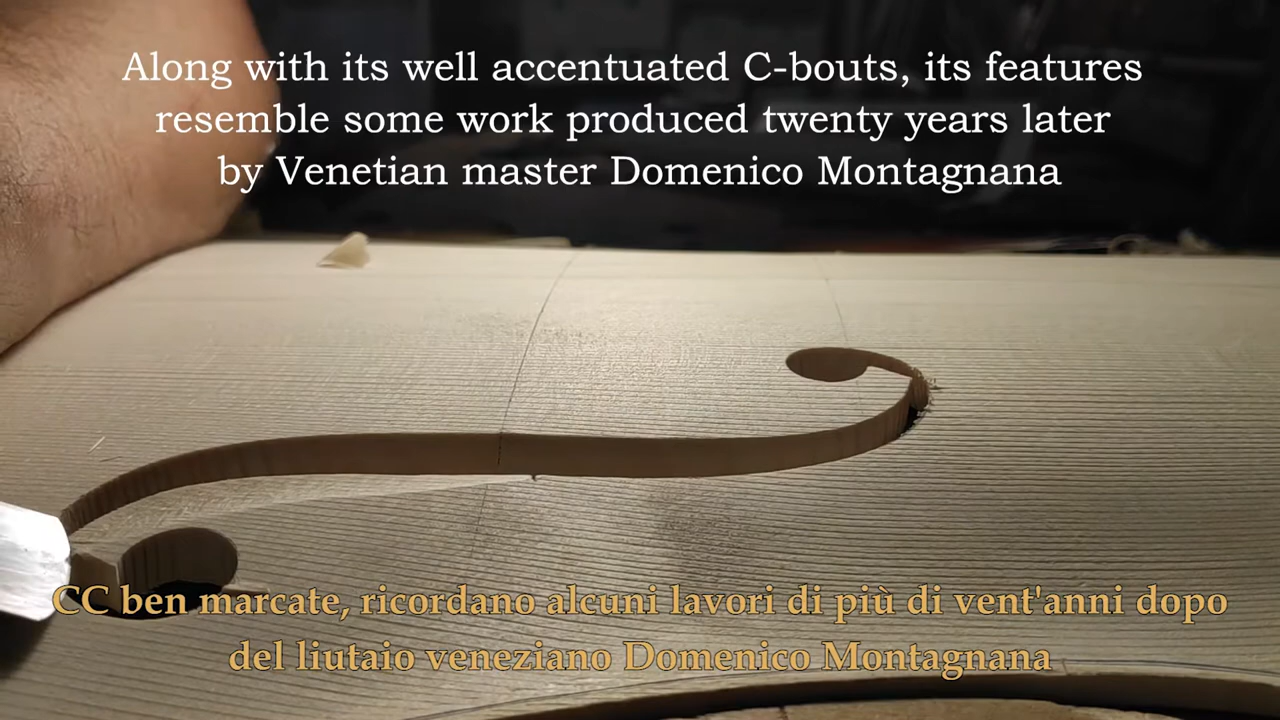 Along with its well accentuated C-bouts, its features
resemble some work produced twenty years later
by Venetian master Domenico Montagnana
CC ben marcate, ricordano alcuni lavori di più di vent'anni dopo
del liutaio veneziano Domenico Montagnana